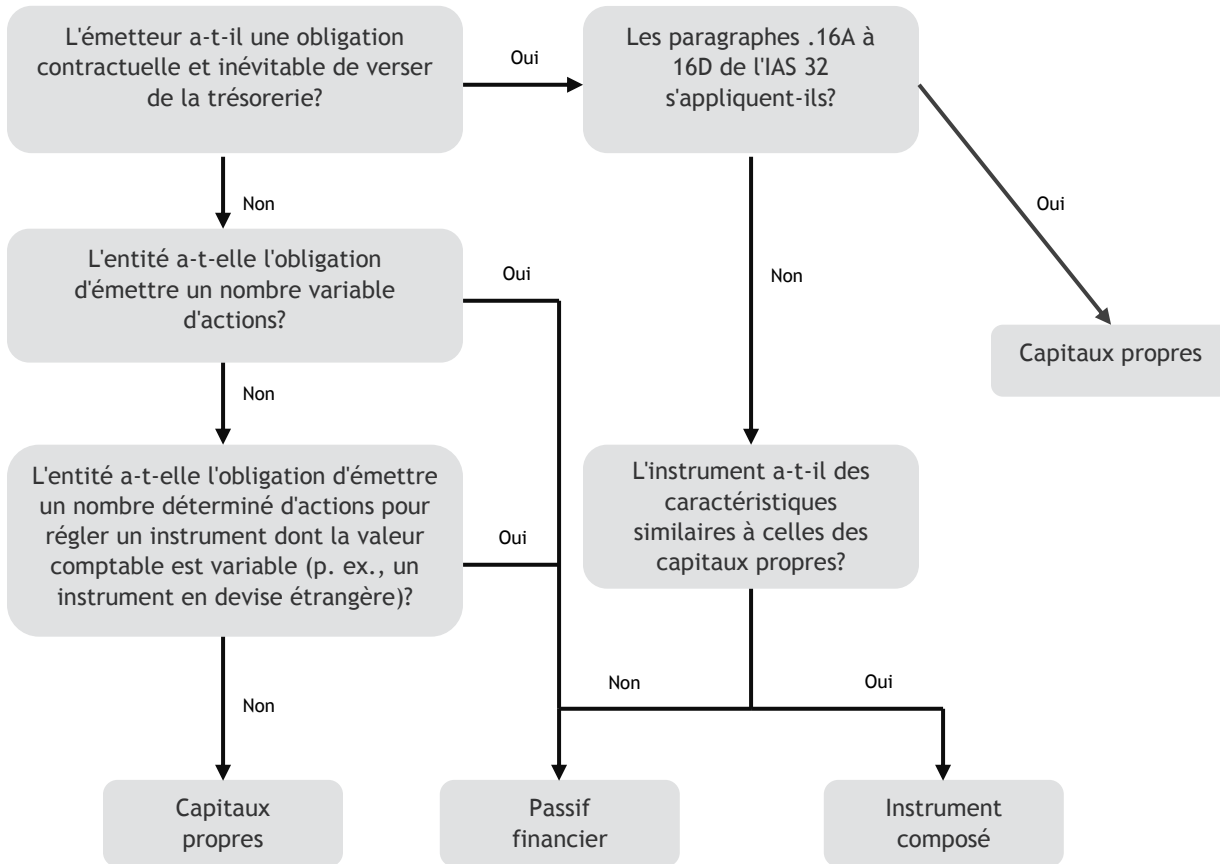 L'émetteur a-t-il une obligation
contractuelle et inévitable de verser
de la trésorerie?
Oui
Les paragraphes .16A à
16D de l'IAS 32
s'appliquent-ils?
Non
Oui
L'entité a-t-elle l'obligation
d'émettre un nombre variable
d'actions?
Oui
Non
Capitaux propres
Non
L'entité a-t-elle l'obligation d'émettre
un nombre déterminé d'actions pour
régler un instrument dont la valeur
comptable est variable (p. ex., un
instrument en devise étrangère)?
Oui
L'instrument a-t-il des
caractéristiques
similaires à celles des
capitaux propres?
Non
Non
Oui
Capitaux
propres
Passif
financier
Instrument
composé